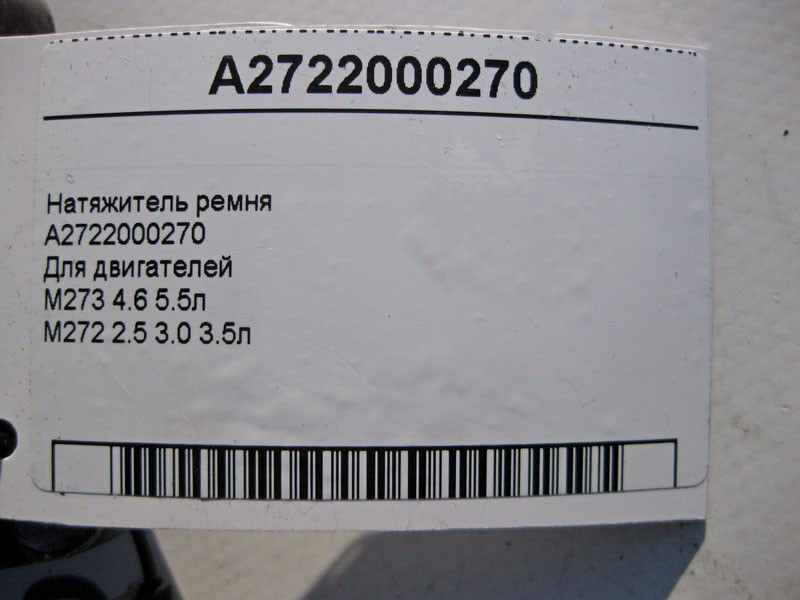 A2722000270
Натяжитель ремня
A2722000270
Для двигателей
M273 4.6 5.5л
M272 2.5 3.0 3.5л